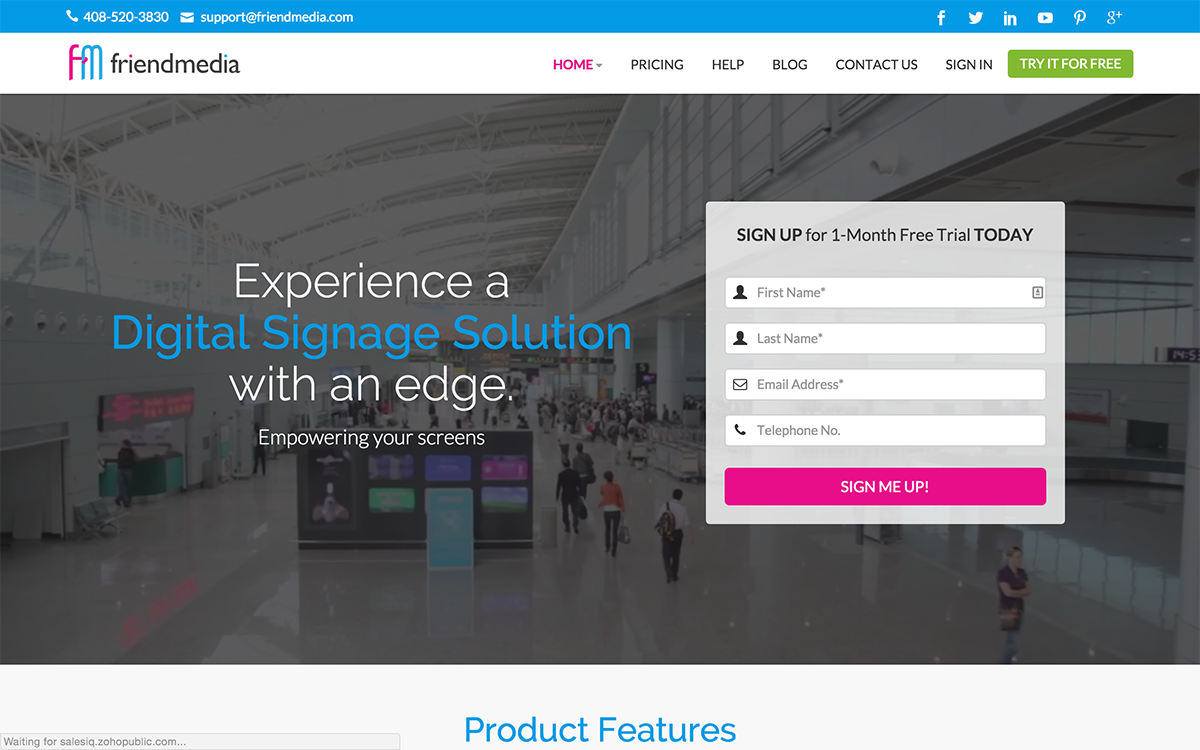 408-520-3830 support@friendmedia.com
fm friendmedia
HOME PRICING HELP BLOG CONTACT US SIGN IN TRY IT FOR FREE
Experience a
Digital Signage Solution
with an edge.
Empowering your screens
SIGN UP for 1-Month Free Trial TODAY
First Name*
Last Name*
Email Address*
Telephone No.
SIGN ME UP!
14:53
Product Features
Waiting for salesiq.zohopublic.com...